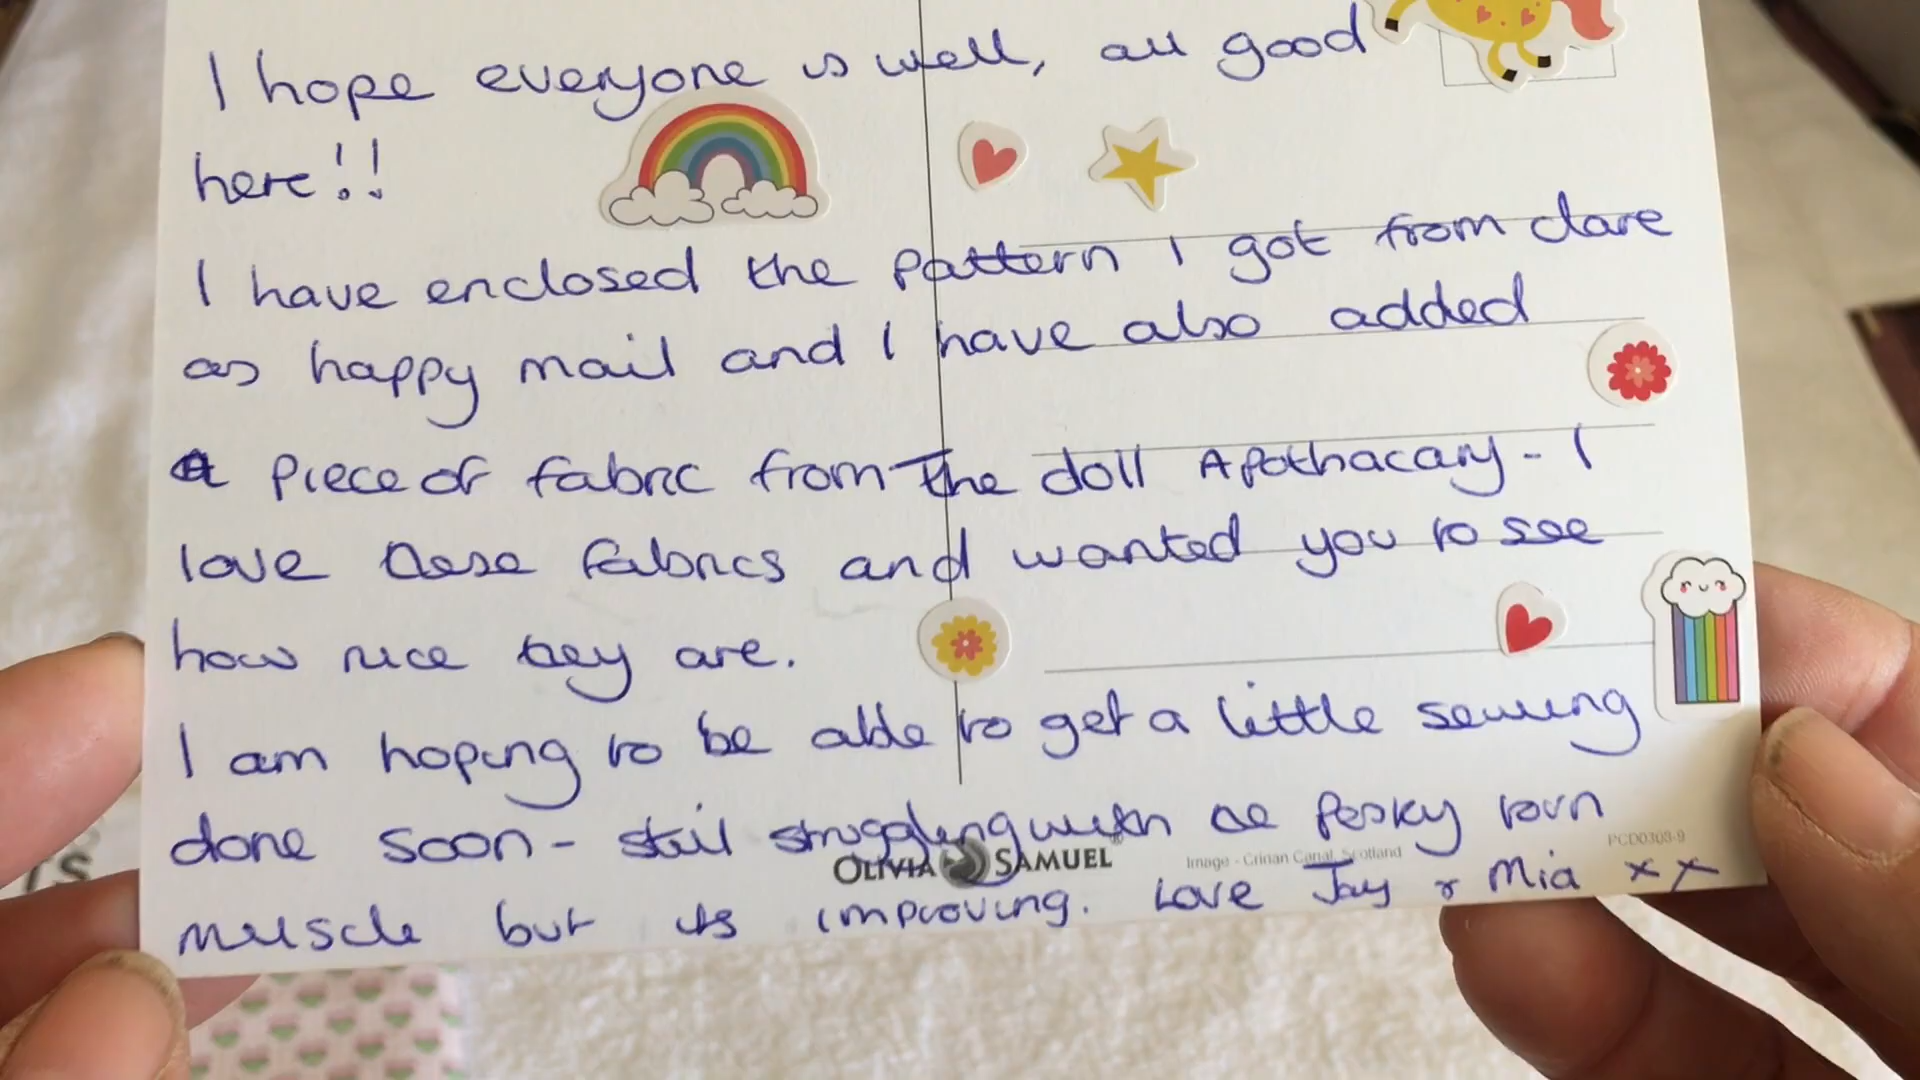 I hope everyone is well, all good
here!!
I have enclosed the pattern I got from Clare
as happy mail and I have also added
a piece of fabric from The doll Apothacary - I
love these fabrics and wanted you to see
how nice they are.
I am hoping to be able to get a little sewing
done soon - still struggling with the pesky torn
muscle but its improving. Love Jay & Mia xx
OLIVIA SAMUEL
Image - Crinan Canal, Scotland
PCD0303-9